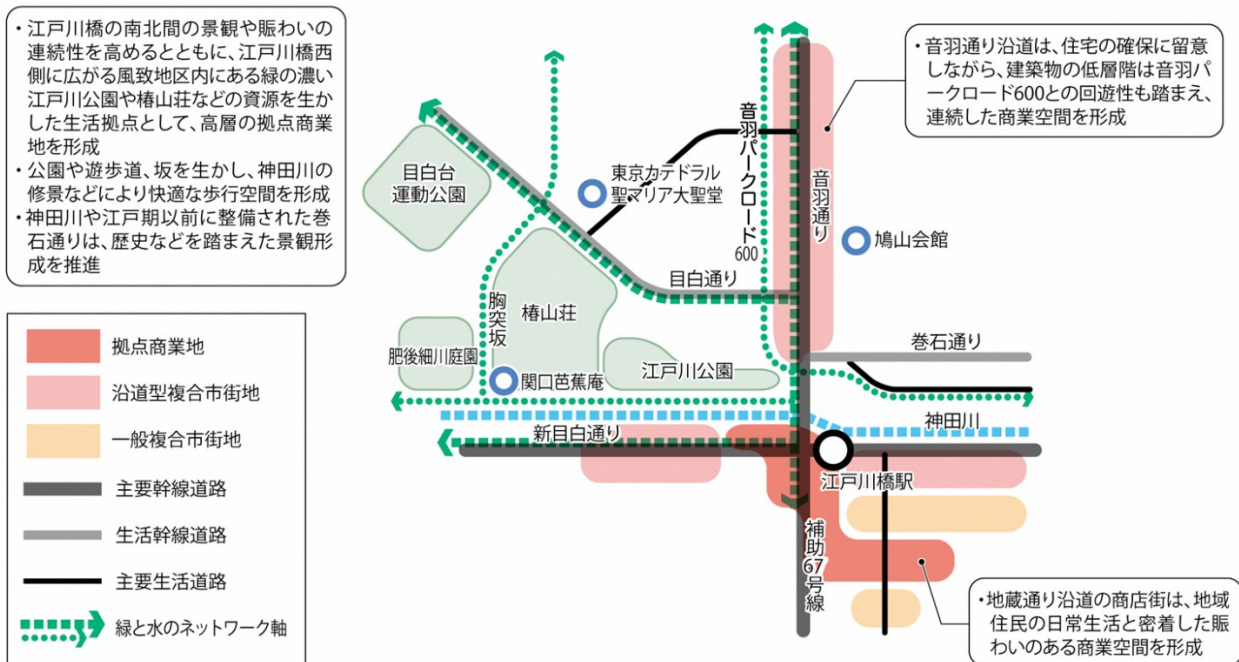 ・江戸川橋の南北間の景観や賑わいの
連続性を高めるとともに、江戸川橋西
側に広がる風致地区内にある緑の濃い
江戸川公園や椿山荘などの資源を生か
した生活拠点として、高層の拠点商業
地を形成
・公園や遊歩道、坂を生かし、神田川の
修景などにより快適な歩行空間を形成
・神田川や江戸期以前に整備された巻
石通りは、歴史などを踏まえた景観形
成を推進
・音羽通り沿道は、住宅の確保に留意
しながら、建築物の低層階は音羽パ
ークロード600との回遊性も踏まえ、
連続した商業空間を形成
目白台
運動公園
東京カテドラル
聖マリア大聖堂
音羽パークロード600
音羽通り
鳩山会館
目白通り
椿山荘
胸突坂
肥後細川庭園
関口芭蕉庵
江戸川公園
巻石通り
神田川
新目白通り
江戸川橋駅
補助67号線
拠点商業地
沿道型複合市街地
一般複合市街地
主要幹線道路
生活幹線道路
主要生活道路
緑と水のネットワーク軸
・地蔵通り沿道の商店街は、地域
住民の日常生活と密着した賑
わいのある商業空間を形成